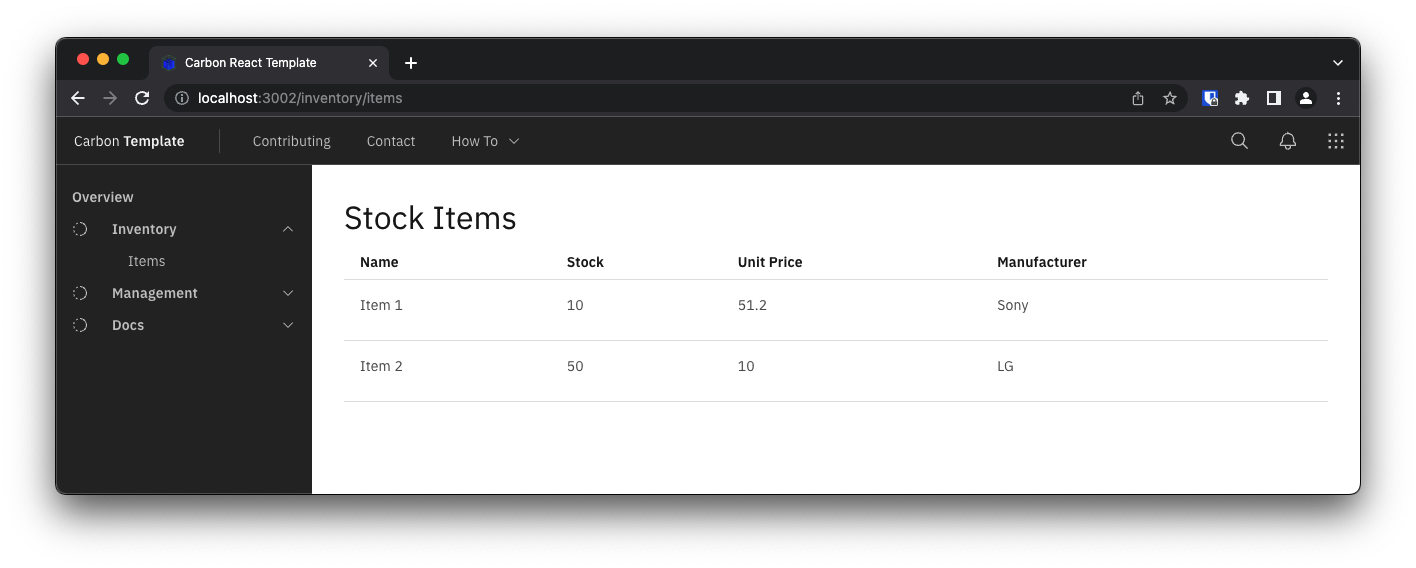 Carbon React Template
localhost:3002/inventory/items
Carbon Template Contributing Contact How To
Overview
Inventory
Items
Management
Docs
Stock Items
Name Stock Unit Price Manufacturer
Item 1 10 51.2 Sony
Item 2 50 10 LG